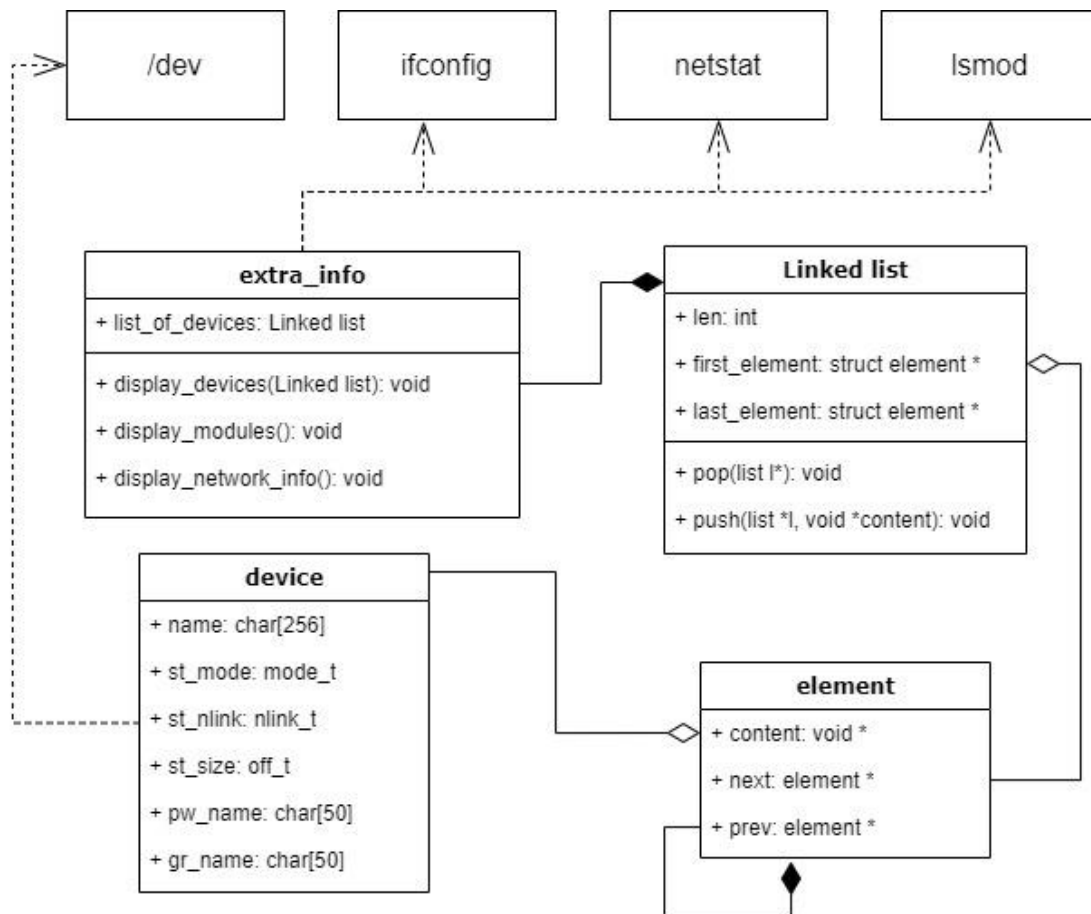 /dev
ifconfig
netstat
lsmod
extra_info
+ list_of_devices: Linked list
+ display_devices(Linked list): void
+ display_modules(): void
+ display_network_info(): void
Linked list
+ len: int
+ first_element: struct element *
+ last_element: struct element *
+ pop(list l*): void
+ push(list *l, void *content): void
device
+ name: char[256]
+ st_mode: mode_t
+ st_nlink: nlink_t
+ st_size: off_t
+ pw_name: char[50]
+ gr_name: char[50]
element
+ content: void *
+ next: element *
+ prev: element *